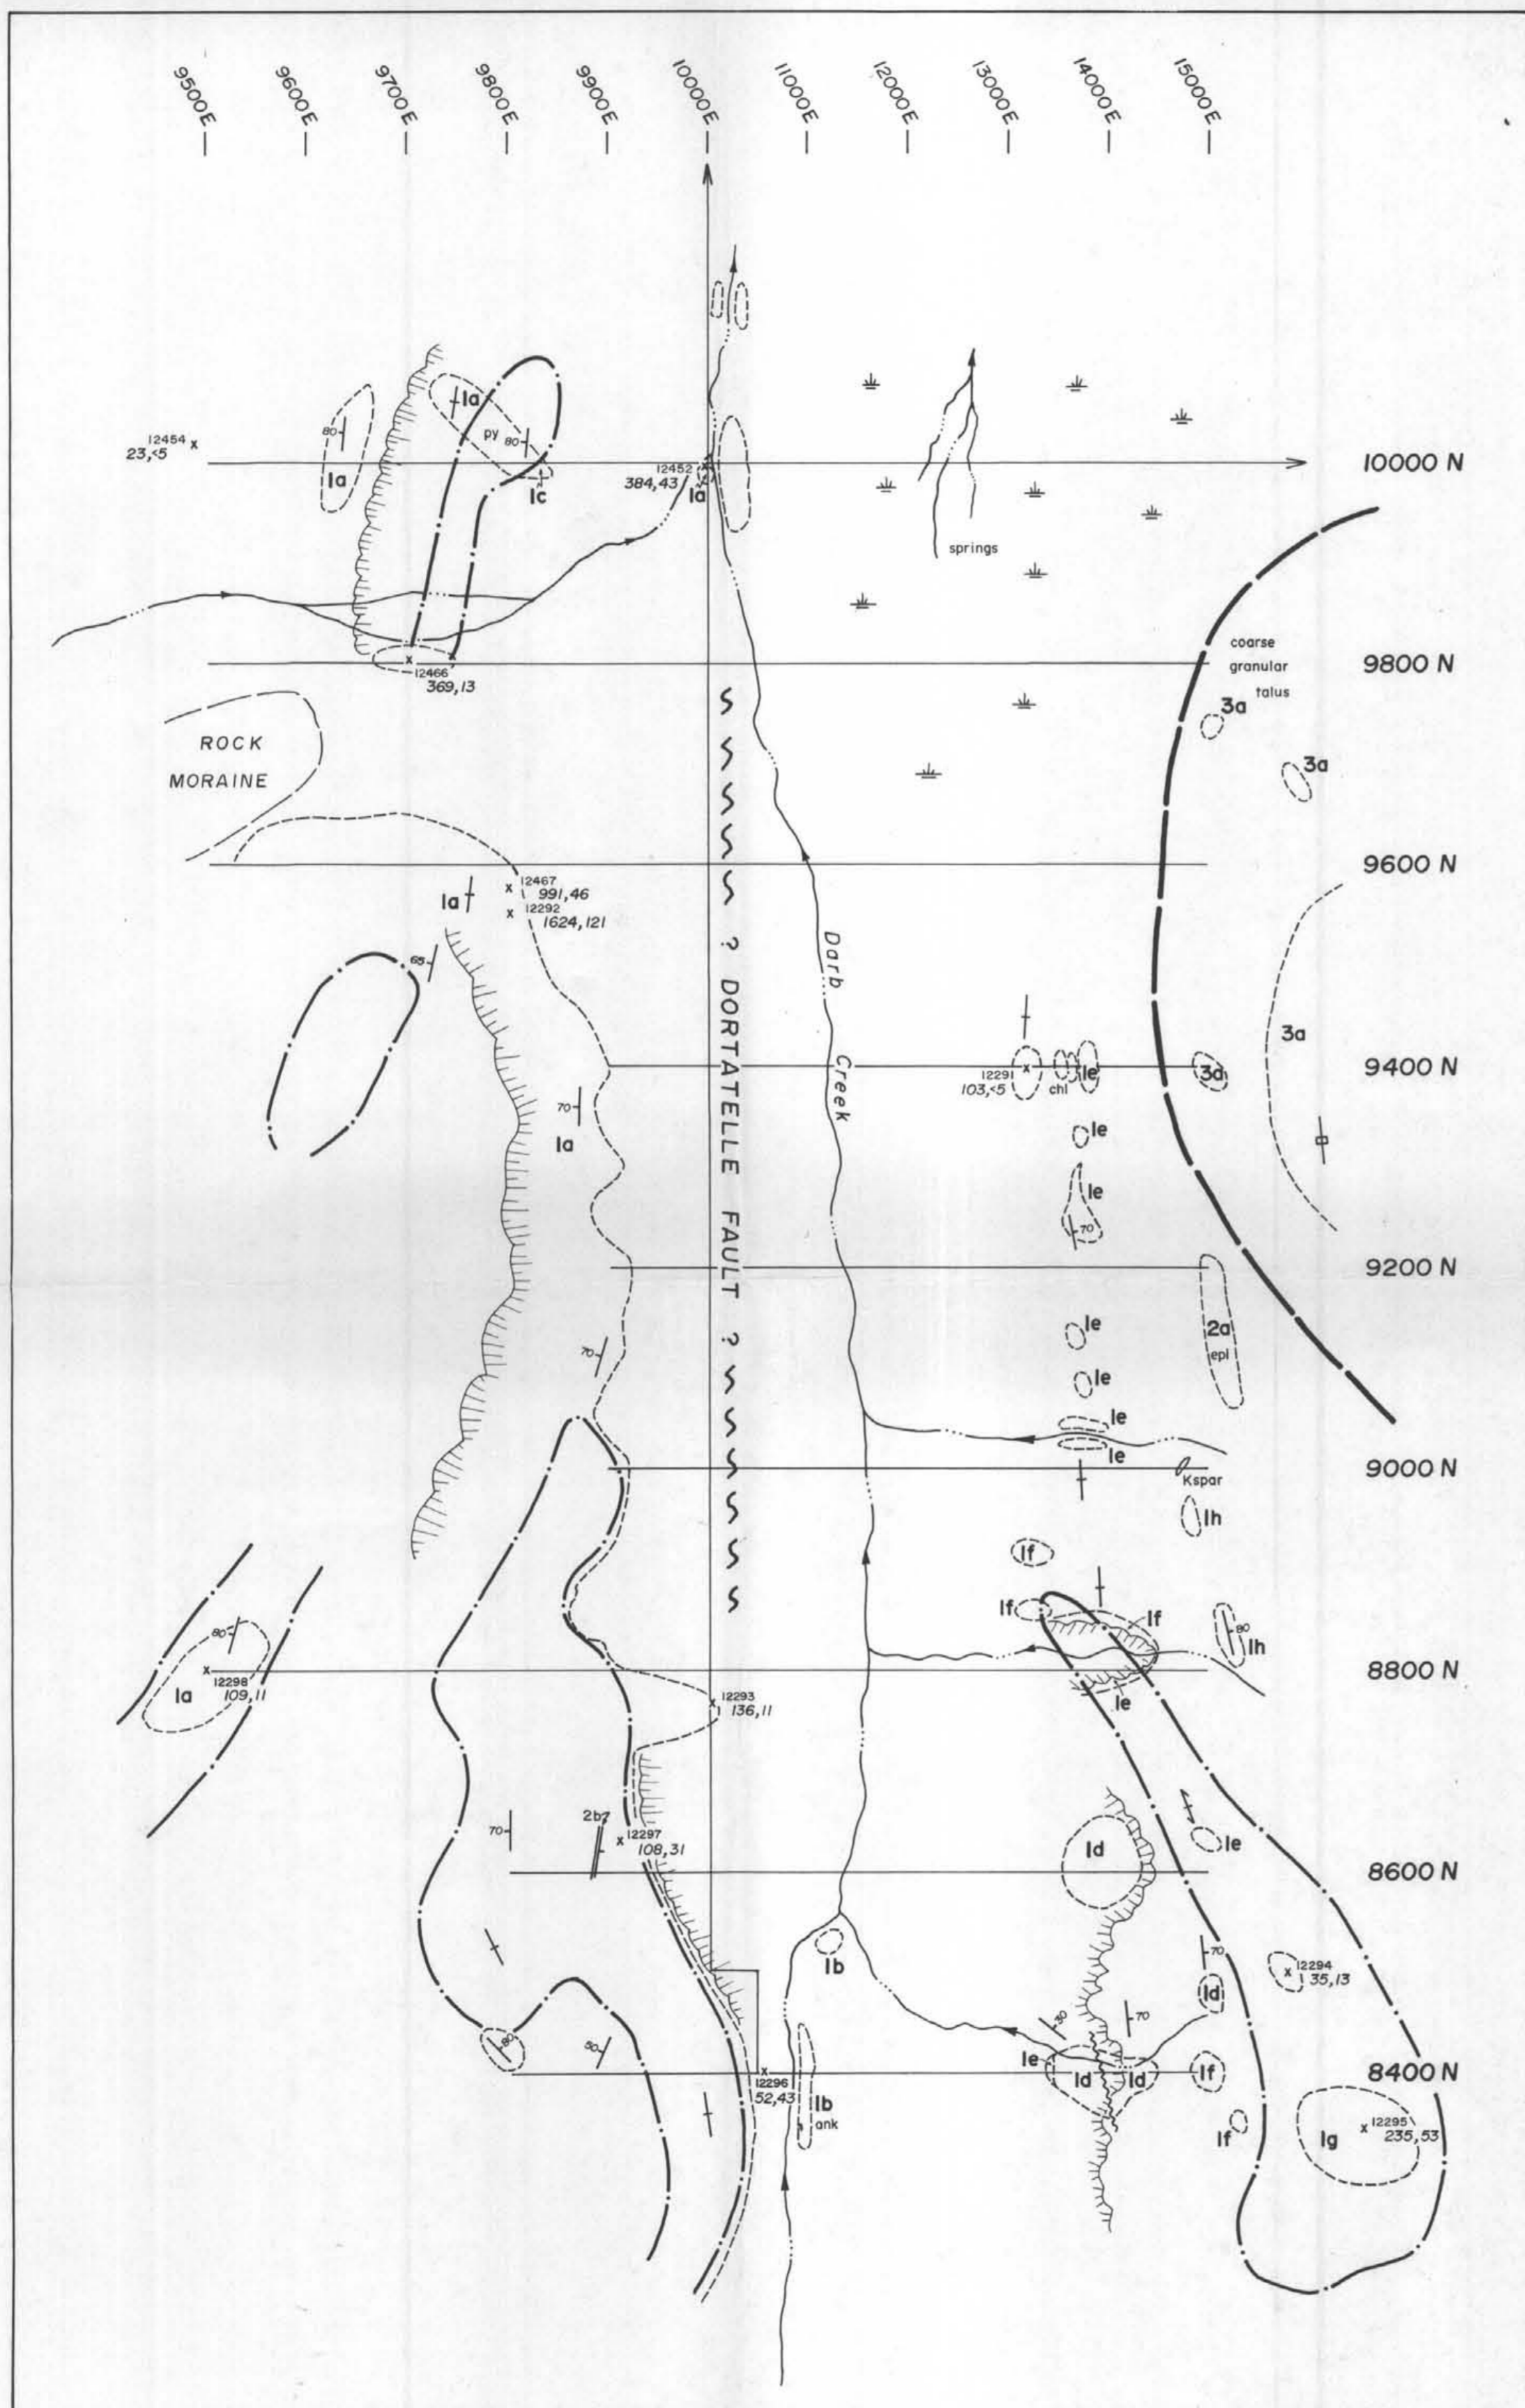 9500E
9600E
9700E
9800E
9900E
10000E
11000E
12000E
13000E
14000E
15000E
1a
py 80
80
1a
1c
12454
23,<5
12452
384,43
1a
10000 N
springs
12466
369,13
coarse
granular
talus
9800 N
3a
3a
ROCK
MORAINE
9600 N
12467
991,46
1a
12292
1624,121
65
? DORTATELLE FAULT ?
Darb Creek
3a
12291
103,<5
chl
1e
3a
9400 N
70
1a
1e
1e
70
9200 N
1e
2a
epi
70
1e
1e
1e
9000 N
Kspar
1h
1f
1f
1f
80
1h
80
12298
109,11
1a
8800 N
12293
136,11
1e
2b?
70
12297
108,31
1d
1e
8600 N
1b
70
12294
35,13
1d
30
70
80
50
1e
1d
1d
1f
8400 N
12296
52,43
1b
ank
1f
1g
12295
235,53